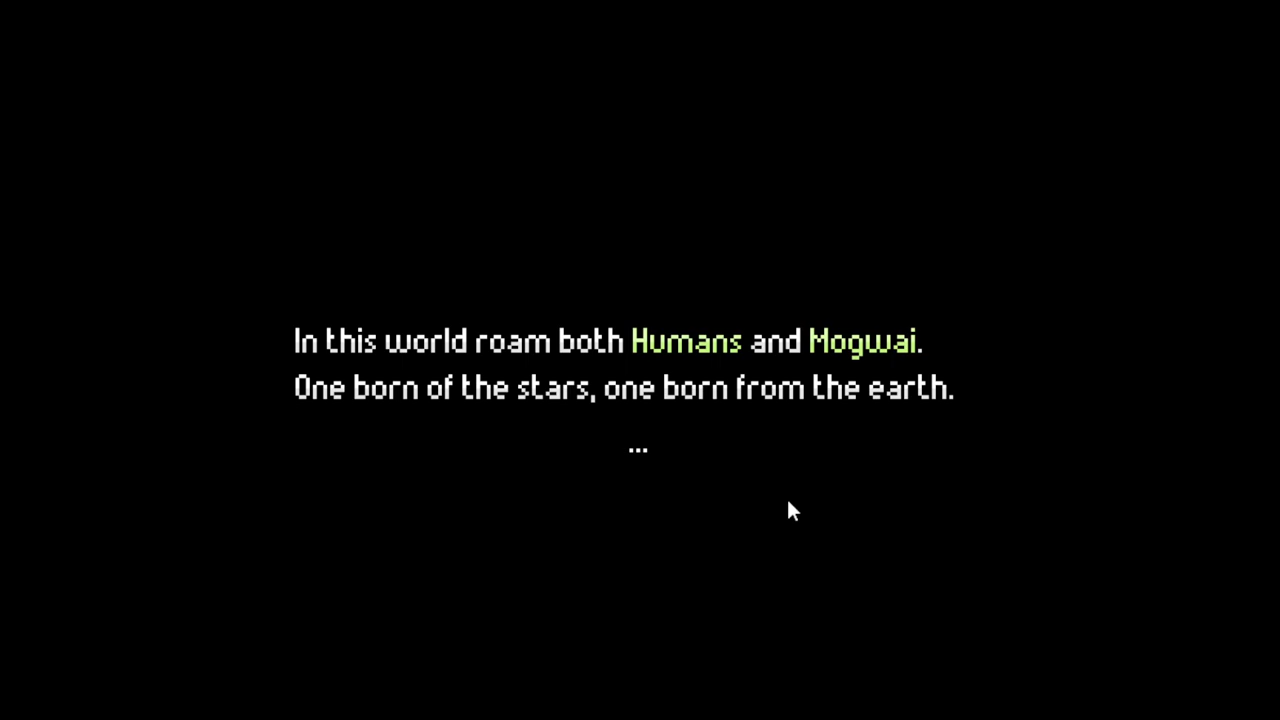 In this world roam both Humans and Mogwai.
One born of the stars, one born from the earth.
...